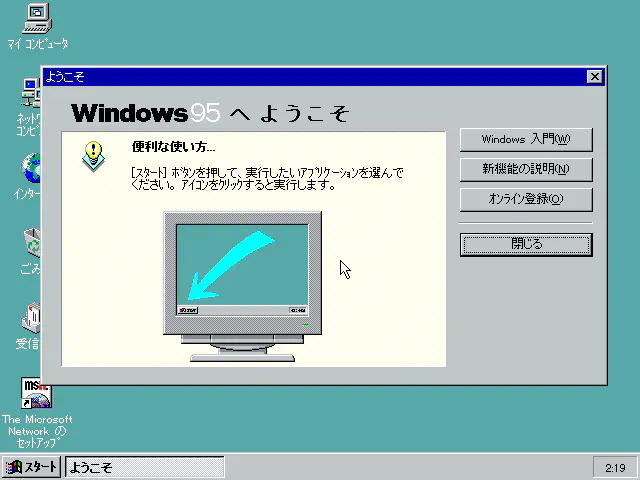 マイ コンピュータ
ようこそ
Windows 95 へ ようこそ
便利な使い方...
[スタート] ボタンを押して、実行したいアプリケーションを選んで
ください。アイコンをクリックすると実行します。
Windows 入門(W)
新機能の説明(N)
オンライン登録(O)
閉じる
ネットワ
コンピ
インター
ごみ
受信
msn
The Microsoft
Network の
セットアップ
スタート
ようこそ
2:19